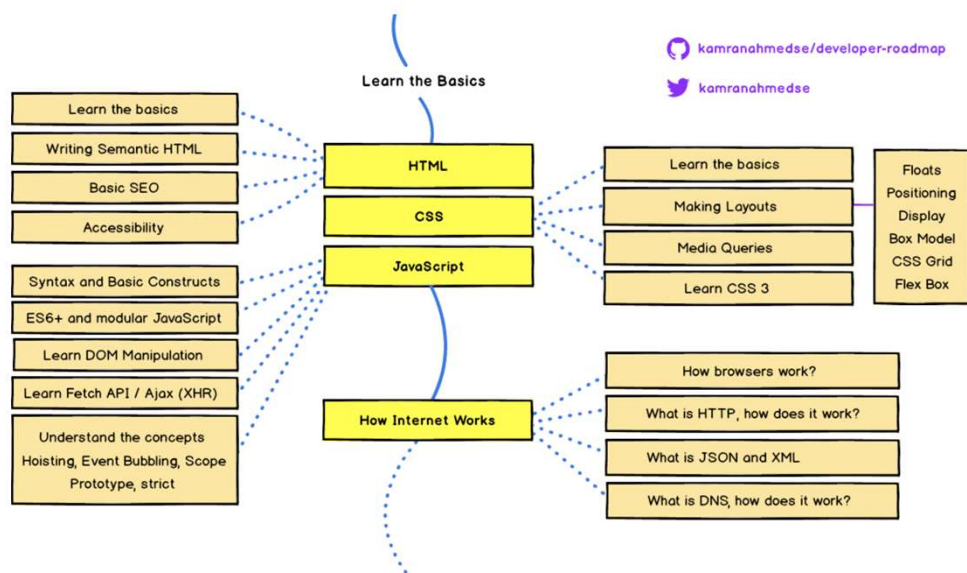 kamranahmedse/developer-roadmap
kamranahmedse
Learn the Basics
HTML
CSS
JavaScript
Learn the basics
Writing Semantic HTML
Basic SEO
Accessibility
Syntax and Basic Constructs
ES6+ and modular JavaScript
Learn DOM Manipulation
Learn Fetch API / Ajax (XHR)
Understand the concepts
Hoisting, Event Bubbling, Scope
Prototype, strict
Learn the basics
Making Layouts
Media Queries
Learn CSS 3
Floats
Positioning
Display
Box Model
CSS Grid
Flex Box
How Internet Works
How browsers work?
What is HTTP, how does it work?
What is JSON and XML
What is DNS, how does it work?